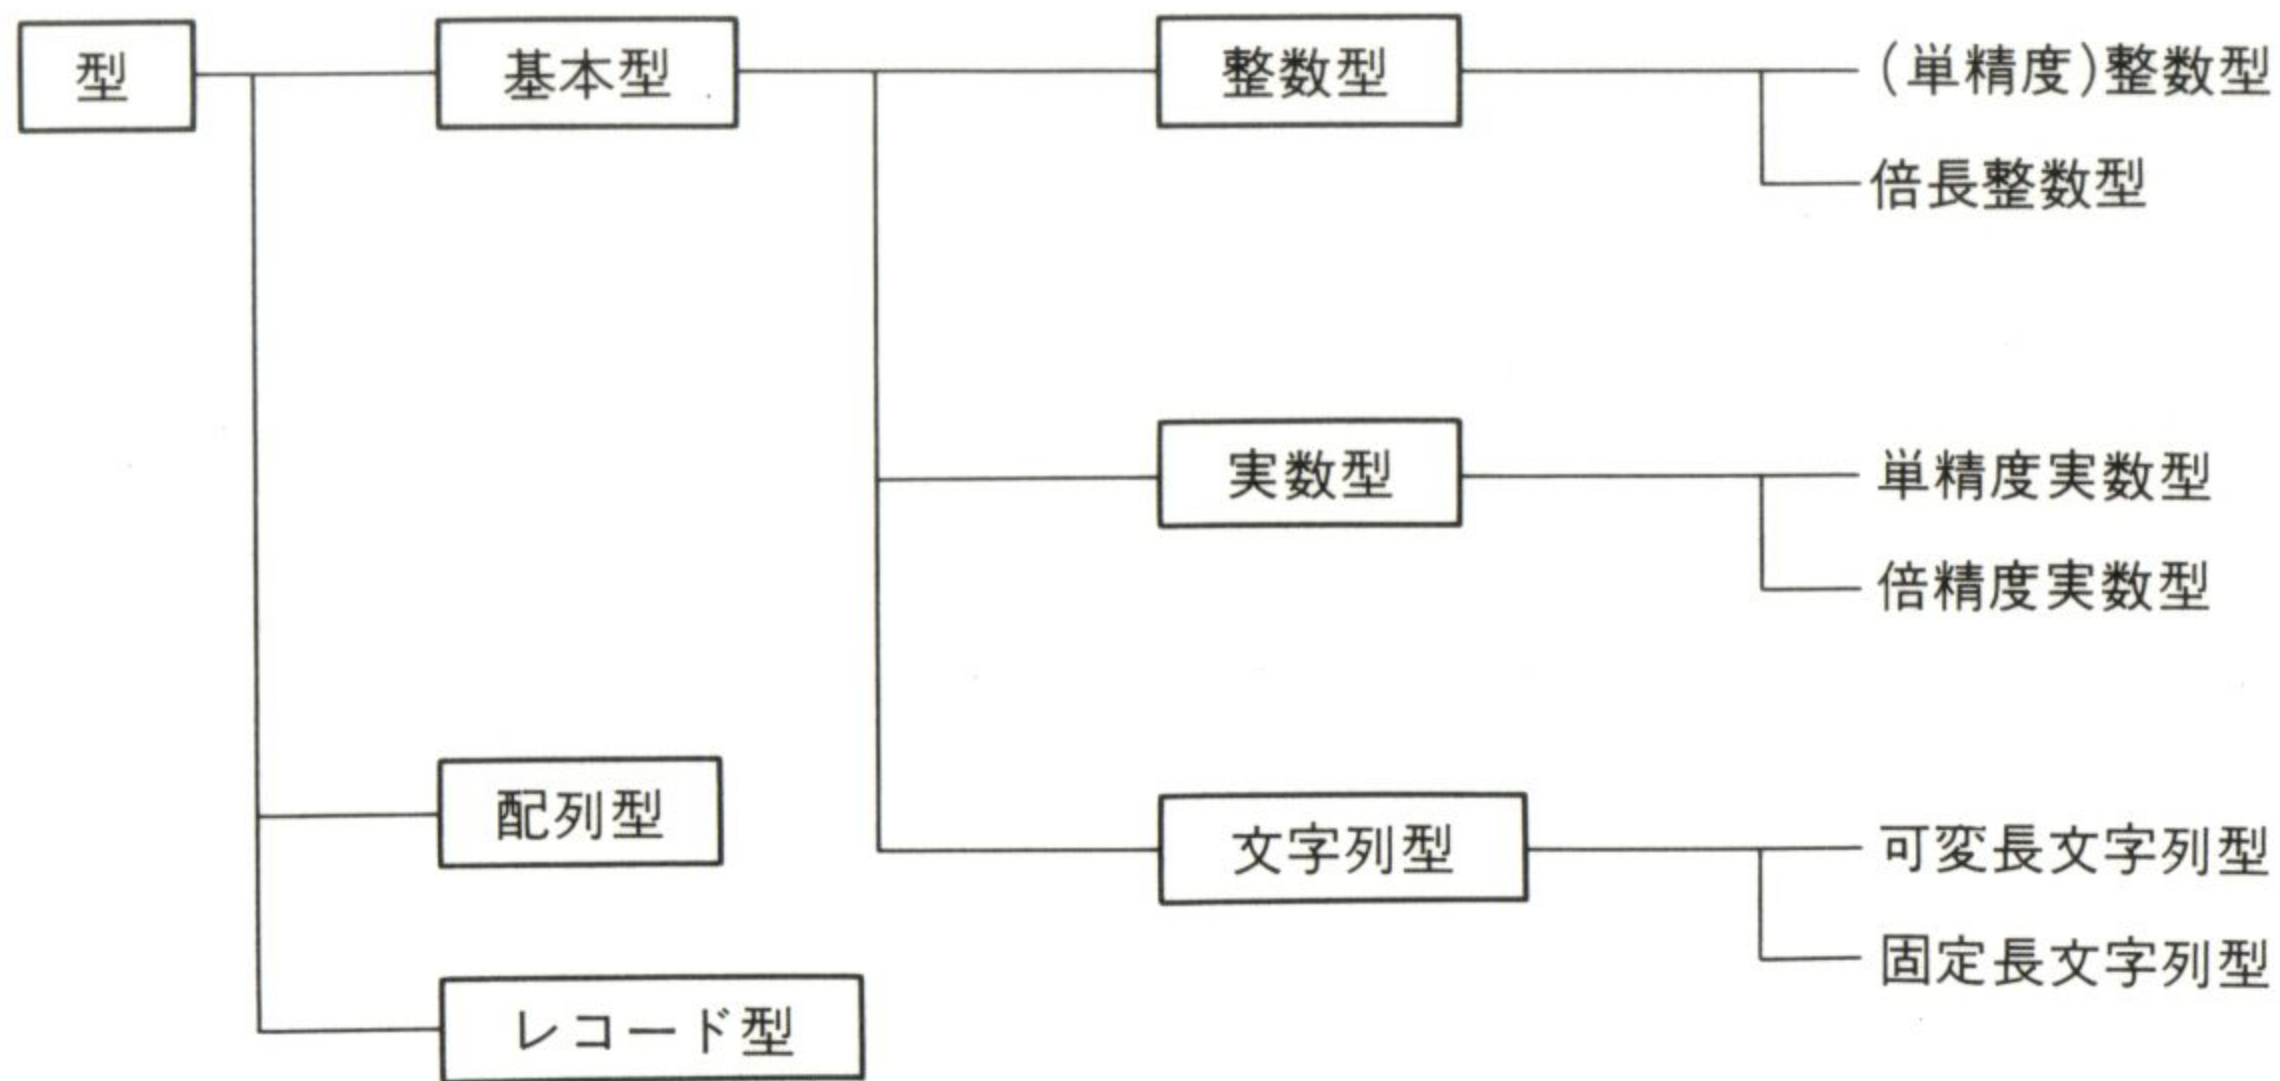 型
基本型
整数型
(単精度)整数型
倍長整数型
実数型
単精度実数型
倍精度実数型
配列型
文字列型
可変長文字列型
固定長文字列型
レコード型